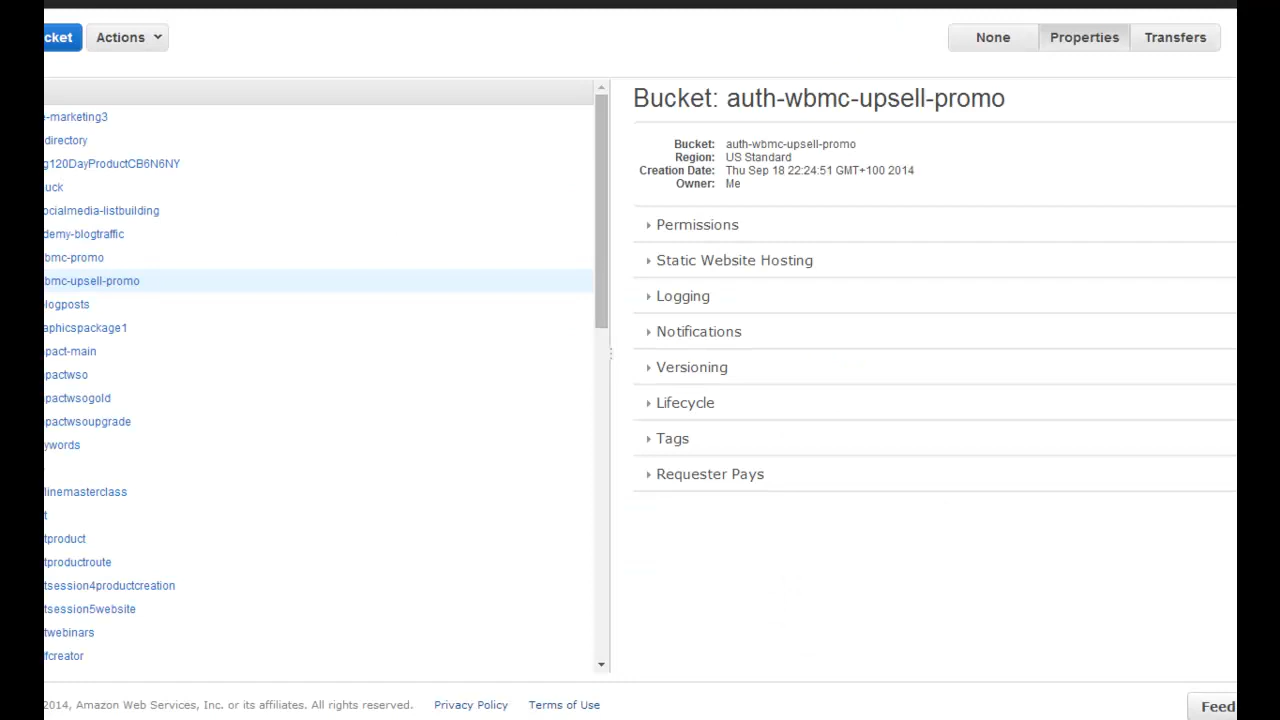 cket
Actions
None
Properties
Transfers
e-marketing3
directory
g120DayProductCB6N6NY
uck
ocialmedia-listbuilding
demy-blogtraffic
bmc-promo
bmc-upsell-promo
logposts
aphicspackage1
pact-main
pactwso
pactwsogold
pactwsoupgrade
ywords
linemasterclass
t
tproduct
tproductroute
tsession4productcreation
tsession5website
twebinars
fcreator
Bucket: auth-wbmc-upsell-promo
Bucket: auth-wbmc-upsell-promo
Region: US Standard
Creation Date: Thu Sep 18 22:24:51 GMT+100 2014
Owner: Me
Permissions
Static Website Hosting
Logging
Notifications
Versioning
Lifecycle
Tags
Requester Pays
2014, Amazon Web Services, Inc. or its affiliates. All rights reserved. Privacy Policy Terms of Use
Feed